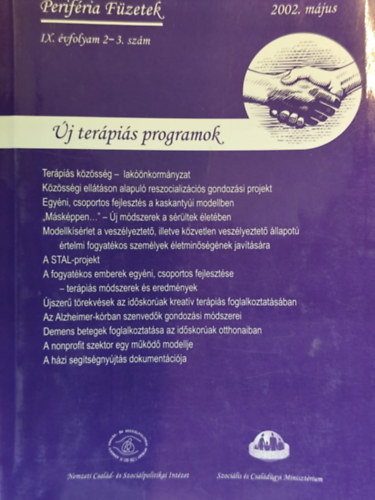 Periféria Füzetek
2002. május
IX. évfolyam 2–3. szám
Új terápiás programok
Terápiás közösség – lakóönkormányzat
Közösségi ellátáson alapuló reszocializációs gondozási projekt
Egyéni, csoportos fejlesztés a kaskantyúi modellben
„Másképpen…” – Új módszerek a sérültek életében
Modellkísérlet a veszélyeztető, illetve közvetlen veszélyeztető állapotú
értelmi fogyatékos személyek életminőségének javítására
A STAL-projekt
A fogyatékos emberek egyéni, csoportos fejlesztése
– terápiás módszerek és eredmények
Újszerű törekvések az időskorúak kreatív terápiás foglalkoztatásában
Az Alzheimer-kórban szenvedők gondozási módszerei
Demens betegek foglalkoztatása az időskorúak otthonaiban
A nonprofit szektor egy működő modellje
A házi segítségnyújtás dokumentációja
Nemzeti Család- és Szociálpolitikai Intézet
Szociális és Családügyi Minisztérium